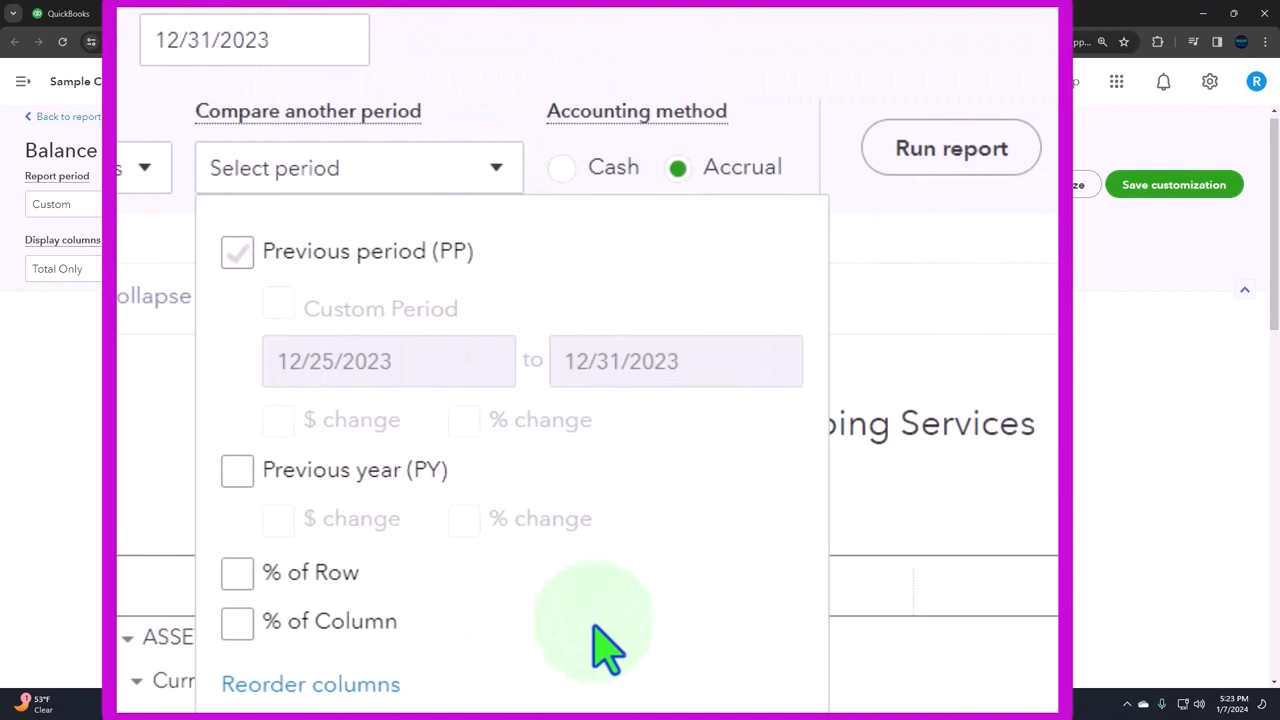 QuickBooks
12/31/2023
Sample C
Back to report
Balance
Report period
Custom
Display columns
Total Only
Compare another period
Select period
Accounting method
Cash
Accrual
Run report
Save customization
Previous period (PP)
Custom Period
12/25/2023 to 12/31/2023
$ change % change
Previous year (PY)
$ change % change
% of Row
% of Column
Reorder columns
ollapse
ping Services
ASSE
Curr
R
53°F
Clear
5:23 PM
1/7/2024